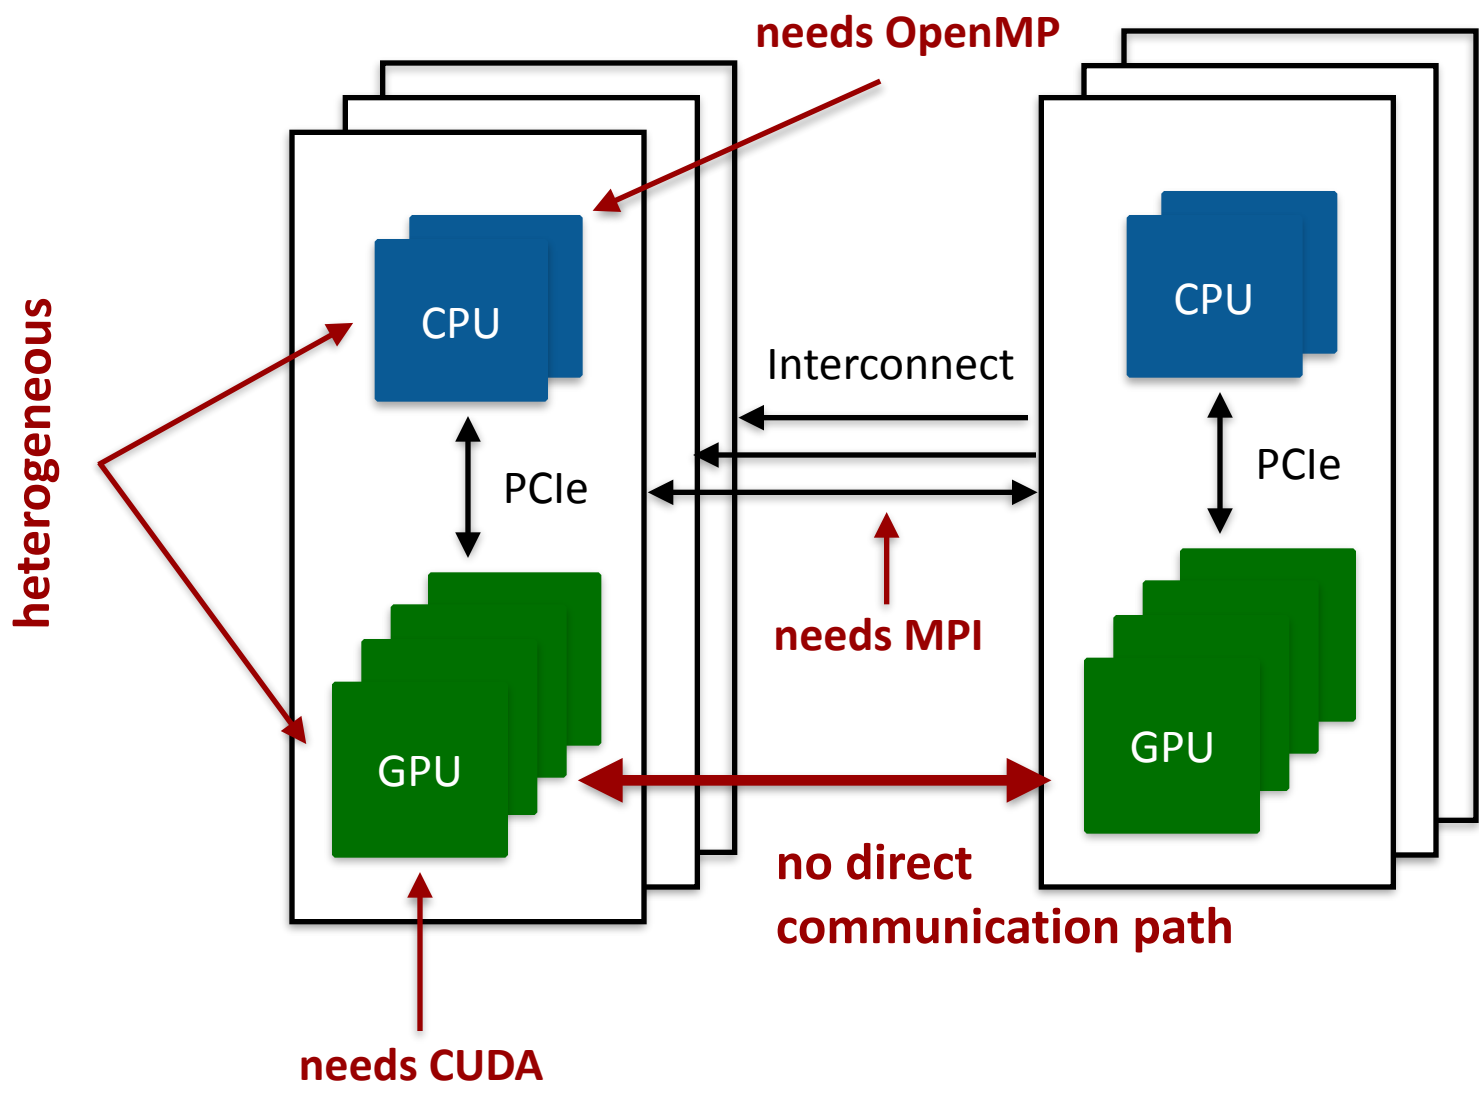 needs OpenMP
heterogeneous
CPU
CPU
Interconnect
PCIe
PCIe
needs MPI
GPU
GPU
no direct
communication path
needs CUDA